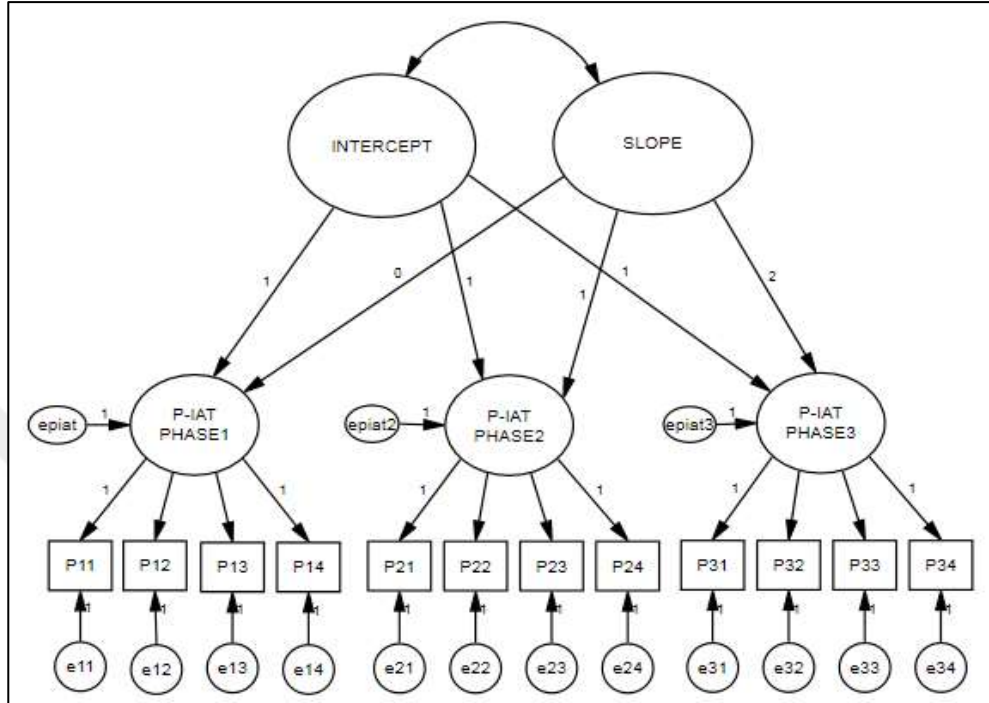 INTERCEPT
SLOPE
1
0
1
1
1
2
epiat
1
P-IAT
PHASE1
epiat2
1
P-IAT
PHASE2
epiat3
1
P-IAT
PHASE3
1
1
1
1
1
1
P11
P12
P13
P14
P21
P22
P23
P24
P31
P32
P33
P34
1
1
1
1
1
1
1
1
1
1
1
1
e11
e12
e13
e14
e21
e22
e23
e24
e31
e32
e33
e34